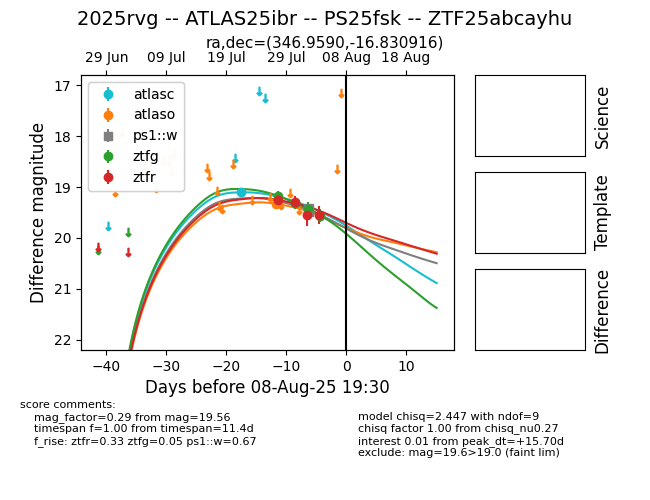 2025rvg -- ATLAS25ibr -- PS25fsk -- ZTF25abcayhu
ra,dec=(346.9590,-16.830916)
29 Jun 09 Jul 19 Jul 29 Jul 08 Aug 18 Aug
17
18
19
20
21
22
Difference magnitude
atlasc
atlaso
ps1::w
ztfg
ztfr
−40 −30 −20 −10 0 10
Days before 08-Aug-25 19:30
Science
Template
Difference
score comments:
mag_factor=0.29 from mag=19.56
timespan f=1.00 from timespan=11.4d
f_rise: ztfr=0.33 ztfg=0.05 ps1::w=0.67
model chisq=2.447 with ndof=9
chisq factor 1.00 from chisq_nu0.27
interest 0.01 from peak_dt=+15.70d
exclude: mag=19.6>19.0 (faint lim)